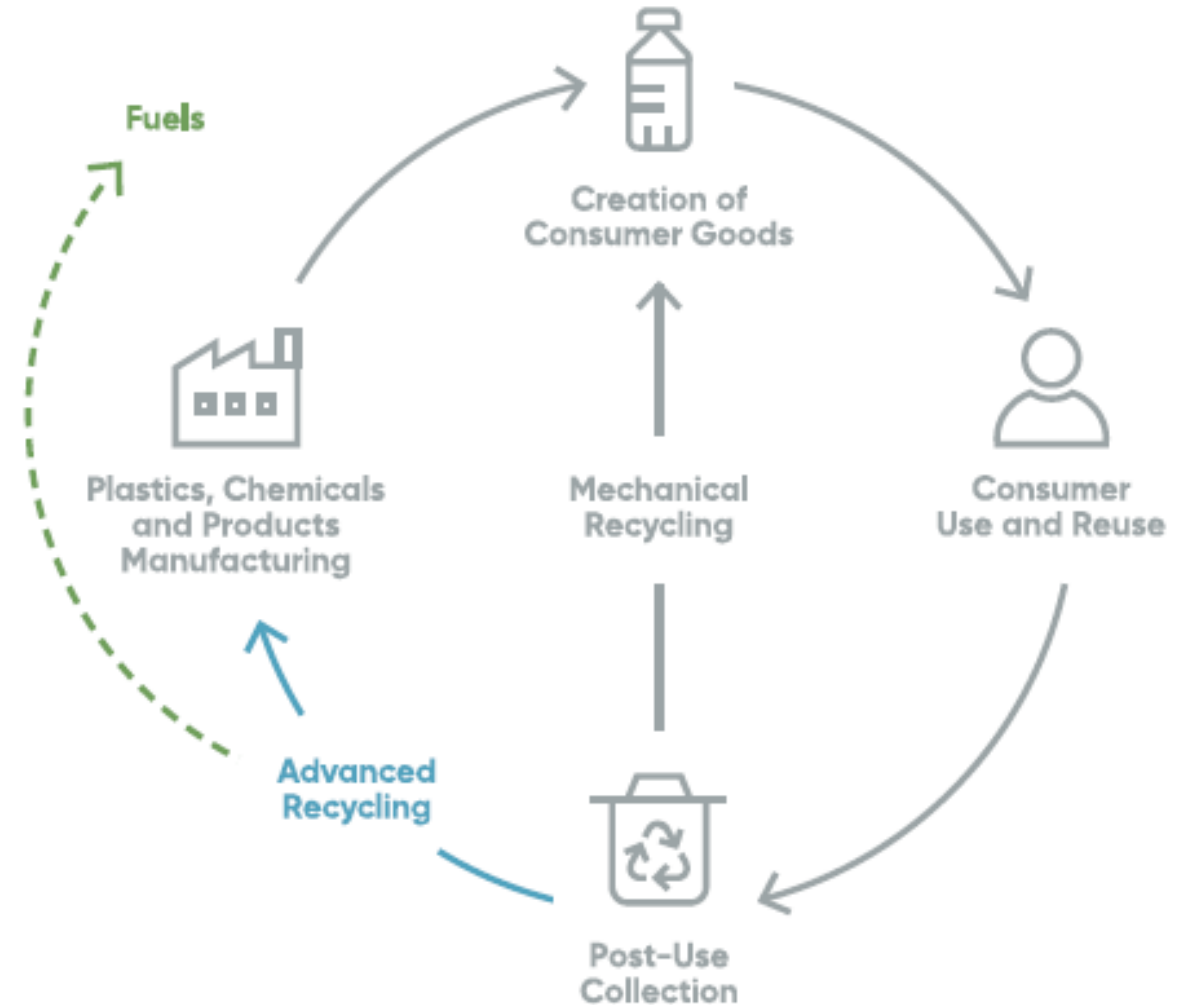 Fuels
Creation of
Consumer Goods
Plastics, Chemicals
and Products
Manufacturing
Mechanical
Recycling
Consumer
Use and Reuse
Advanced
Recycling
Post-Use
Collection